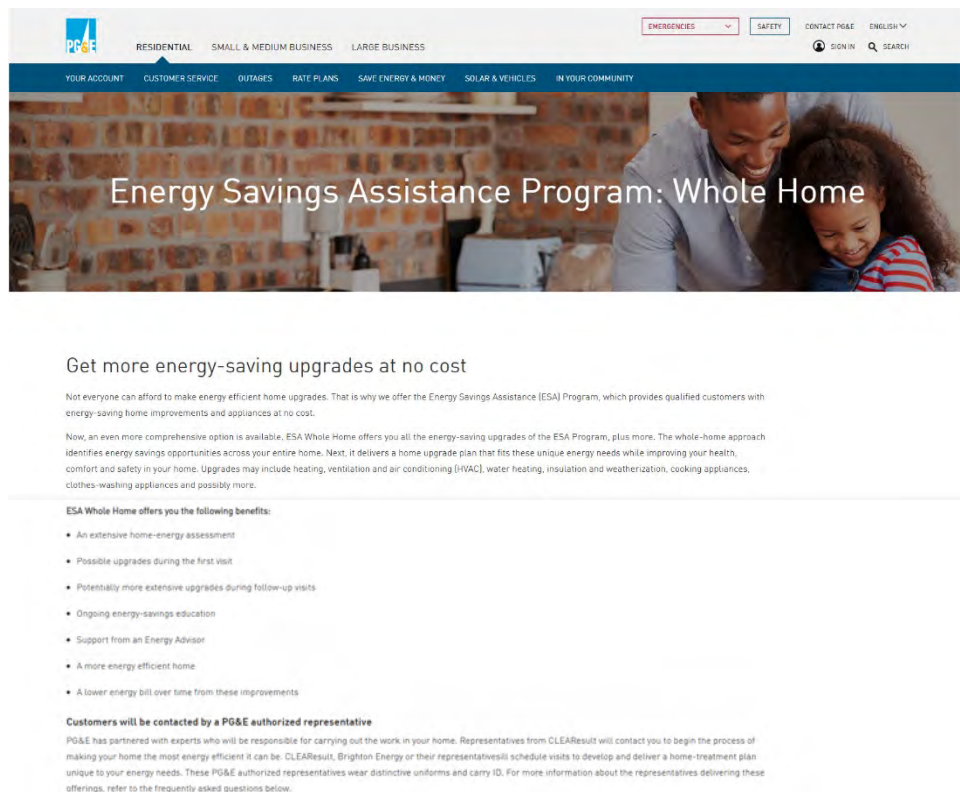 EMERGENCIES SAFETY CONTACT PG&E ENGLISH
PG&E RESIDENTIAL SMALL & MEDIUM BUSINESS LARGE BUSINESS SIGN IN SEARCH
YOUR ACCOUNT CUSTOMER SERVICE OUTAGES RATE PLANS SAVE ENERGY & MONEY SOLAR & VEHICLES IN YOUR COMMUNITY
Energy Savings Assistance Program: Whole Home
Get more energy-saving upgrades at no cost
Not everyone can afford to make energy efficient home upgrades. That is why we offer the Energy Savings Assistance (ESA) Program, which provides qualified customers with
energy-saving home improvements and appliances at no cost.
Now, an even more comprehensive option is available, ESA Whole Home offers you all the energy-saving upgrades of the ESA Program, plus more. The whole-home approach
identifies energy savings opportunities across your entire home. Next, it delivers a home upgrade plan that fits these unique energy needs while improving your health,
comfort and safety in your home. Upgrades may include heating, ventilation and air conditioning (HVAC), water heating, insulation and weatherization, cooking appliances,
clothes-washing appliances and possibly more.
ESA Whole Home offers you the following benefits:
• An extensive home-energy assessment
• Possible upgrades during the first visit
• Potentially more extensive upgrades during follow-up visits
• Ongoing energy-savings education
• Support from an Energy Advisor
• A more energy efficient home
• A lower energy bill over time from these improvements
Customers will be contacted by a PG&E authorized representative
PG&E has partnered with experts who will be responsible for carrying out the work in your home. Representatives from CLEAResult will contact you to begin the process of
making your home the most energy efficient it can be. CLEAResult, Brighton Energy or their representativesill schedule visits to develop and deliver a home-treatment plan
unique to your energy needs. These PG&E authorized representatives wear distinctive uniforms and carry ID. For more information about the representatives delivering these
offerings, refer to the frequently asked questions below.